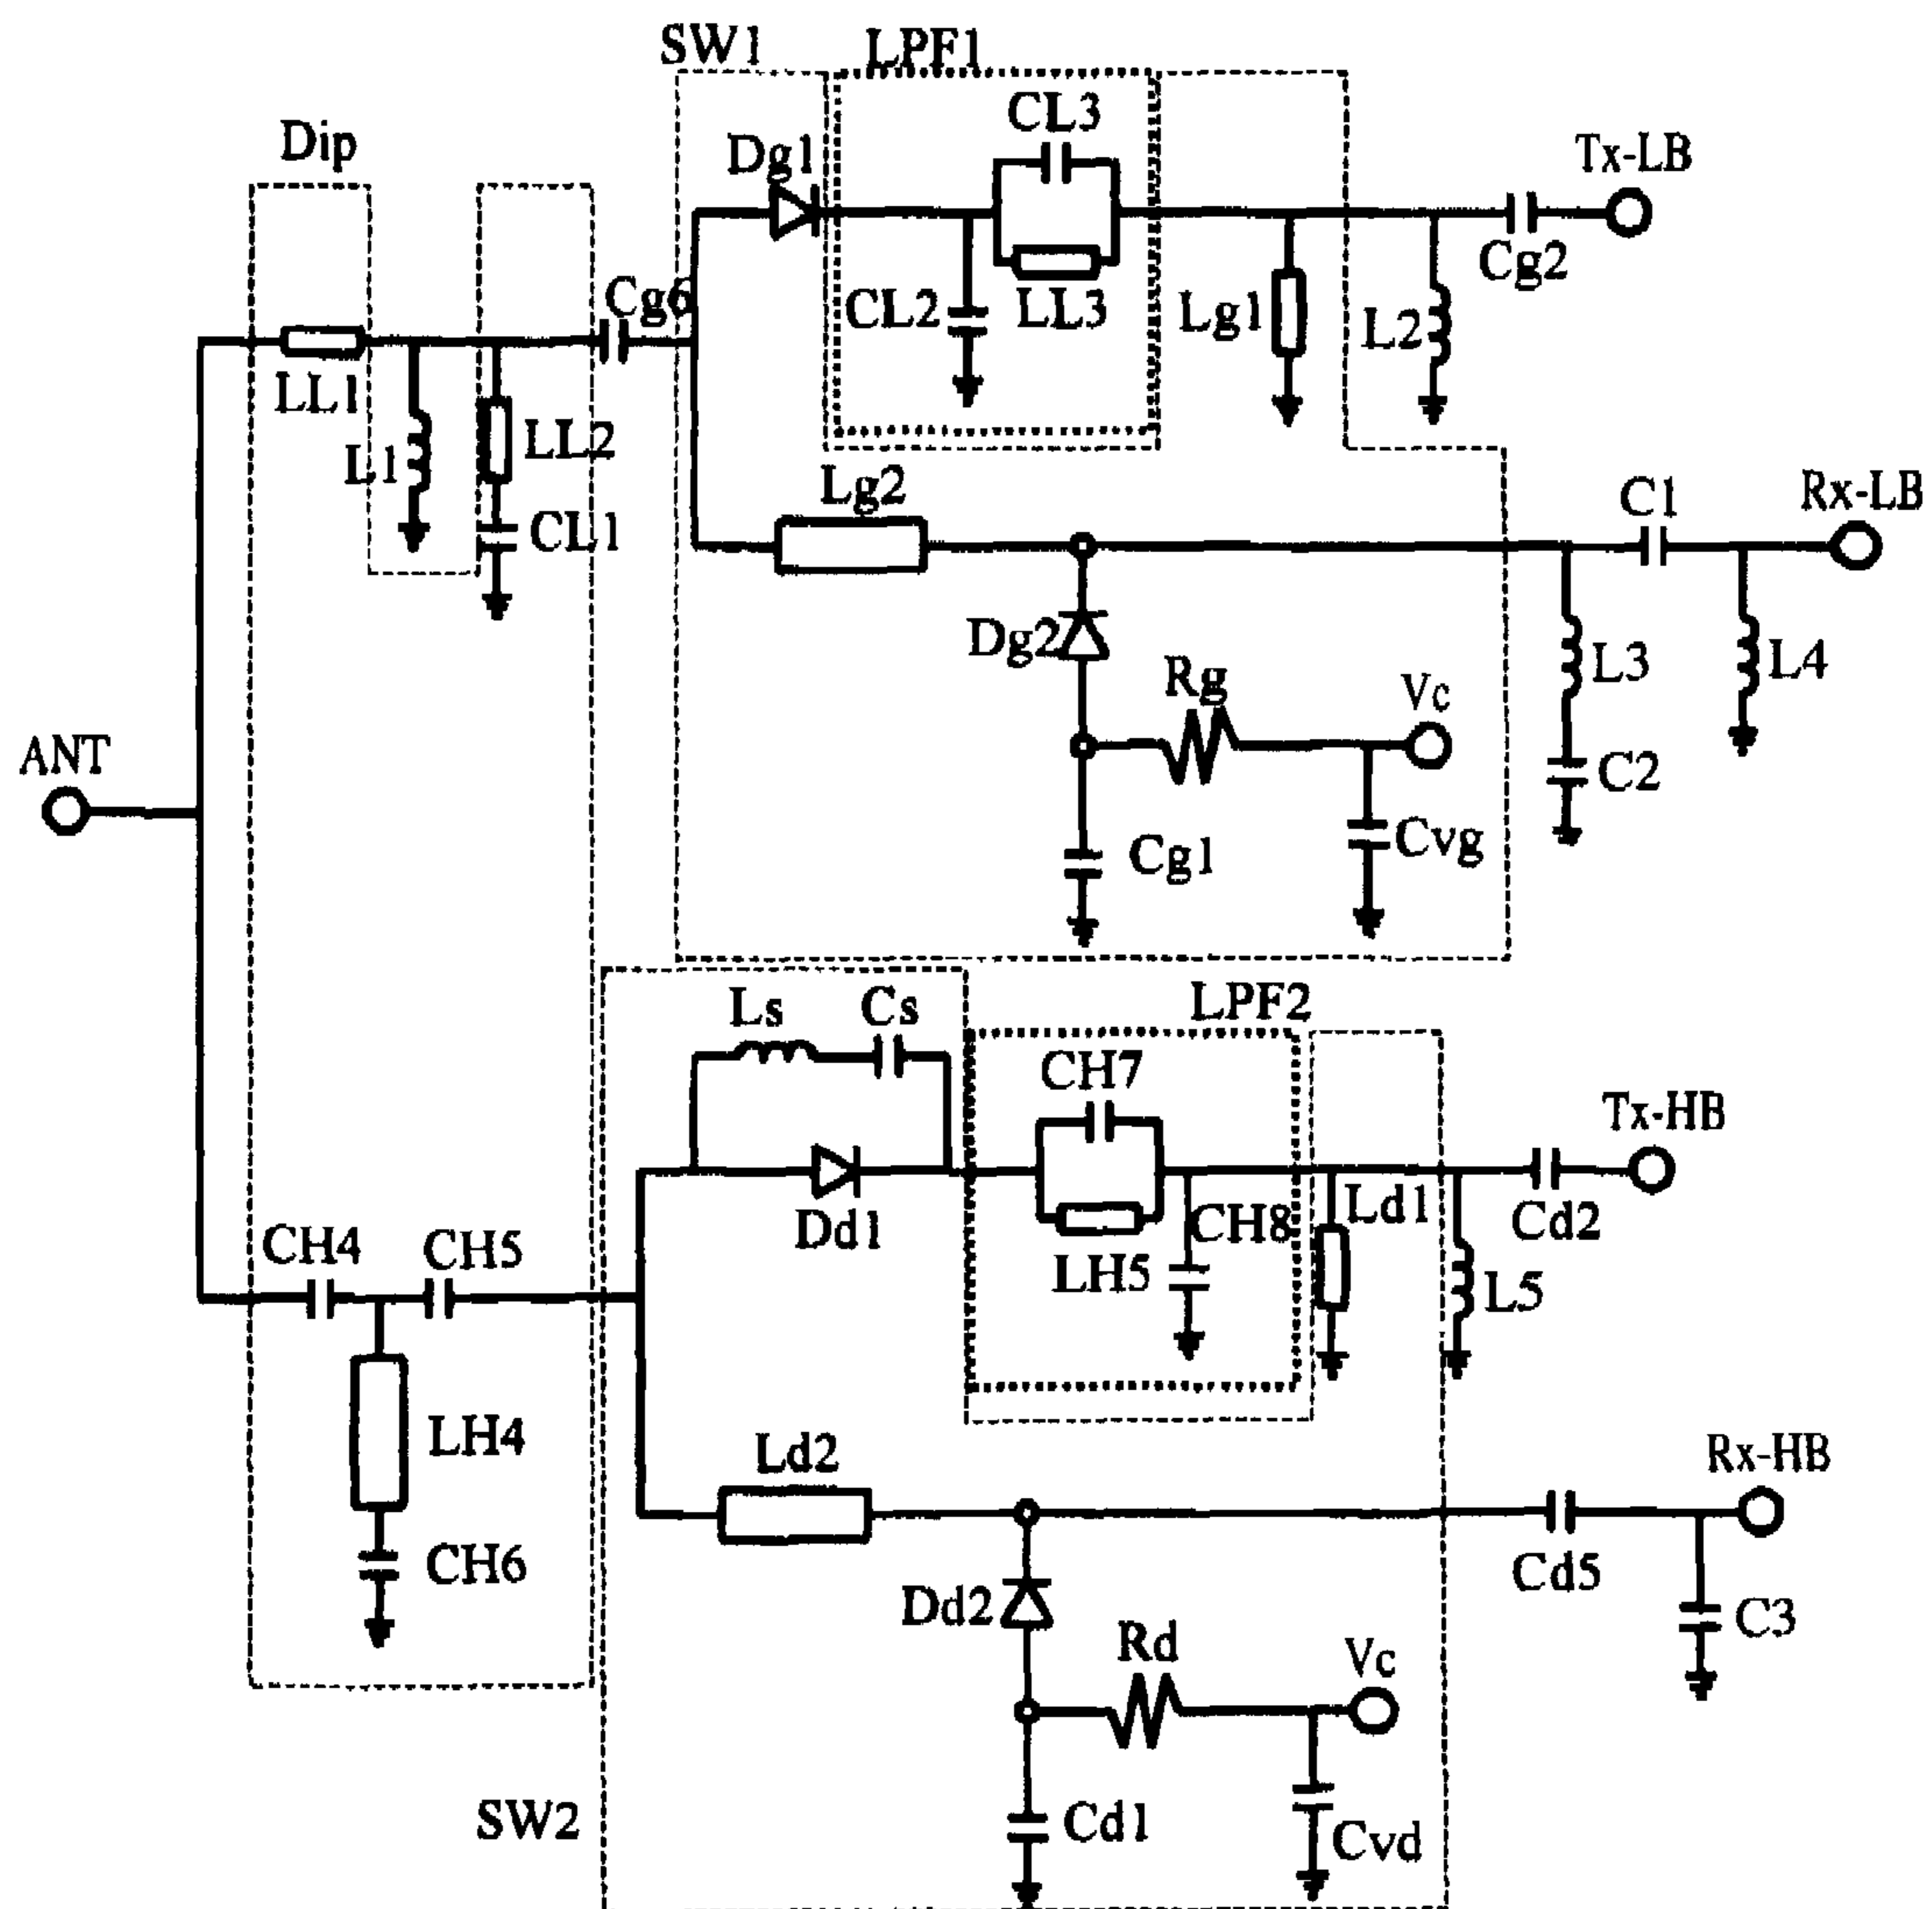 SW1
LPF1
CL3
Dip
Dg1
Tx-LB
Cg6
CL2
LL3
Lg1
L2
Cg2
LL1
L1
LL2
CL1
Lg2
C1
Rx-LB
Dg2
Rg
Vc
L3
L4
ANT
C2
Cg1
Cvg
Ls
Cs
LPF2
CH7
Tx-HB
Dd1
CH8
Ld1
Cd2
CH4
CH5
LH5
L5
LH4
Ld2
Rx-HB
CH6
Dd2
Cd5
Rd
Vc
C3
SW2
Cd1
Cvd